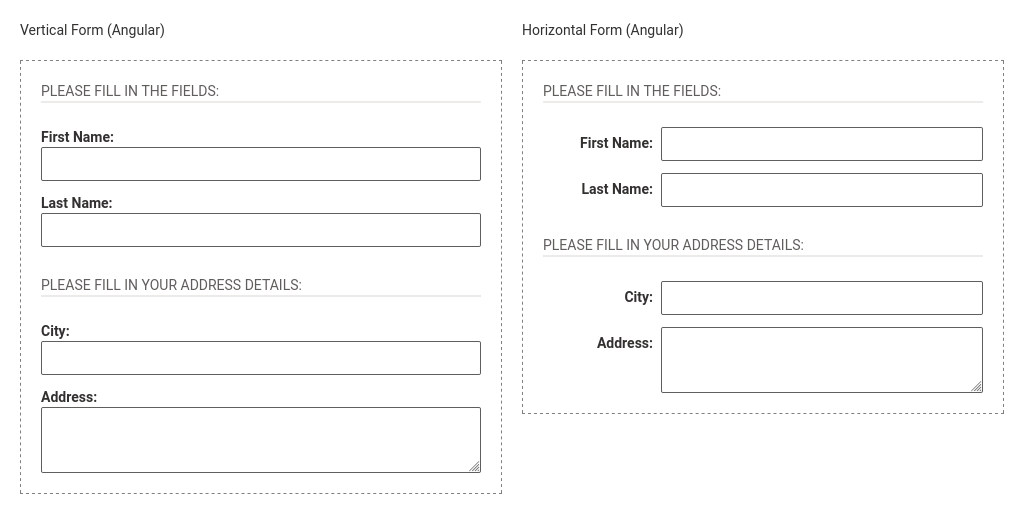 Vertical Form (Angular)
PLEASE FILL IN THE FIELDS:
First Name:
Last Name:
PLEASE FILL IN YOUR ADDRESS DETAILS:
City:
Address:
Horizontal Form (Angular)
PLEASE FILL IN THE FIELDS:
First Name:
Last Name:
PLEASE FILL IN YOUR ADDRESS DETAILS:
City:
Address: